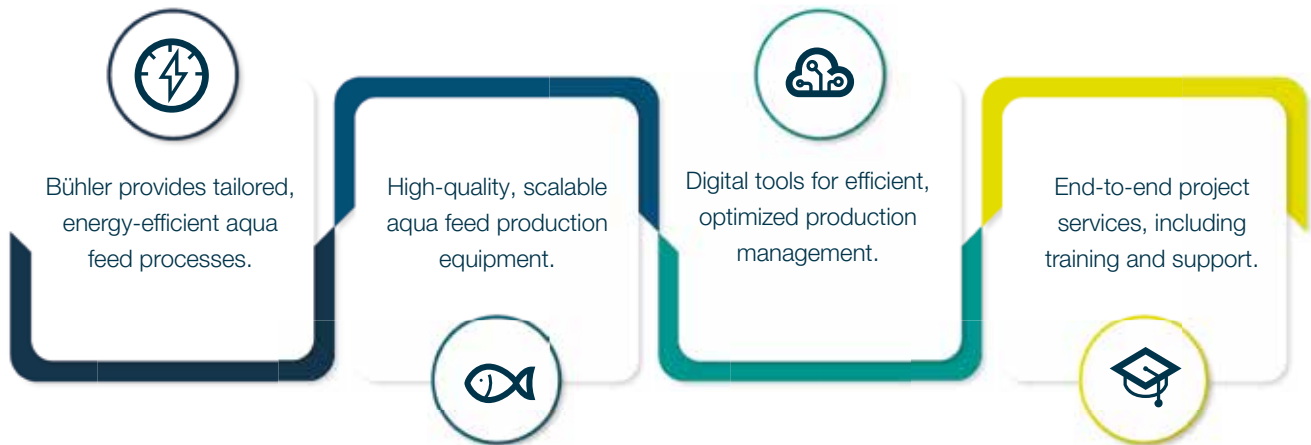 Bühler provides tailored,
energy-efficient aqua
feed processes.
High-quality, scalable
aqua feed production
equipment.
Digital tools for efficient,
optimized production
management.
End-to-end project
services, including
training and support.